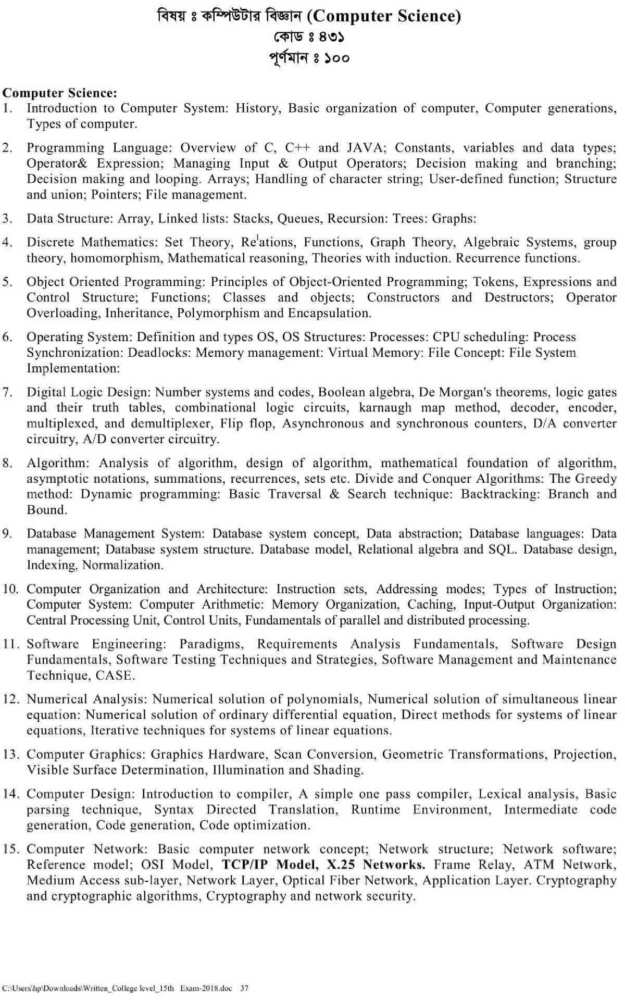 বিষয় ঃ কম্পিউটার বিজ্ঞান (Computer Science)
কোড ঃ ৪৩১
পূর্ণমান ঃ ১০০
Computer Science:
1. Introduction to Computer System: History, Basic organization of computer, Computer generations,
Types of computer.
2. Programming Language: Overview of C, C++ and JAVA; Constants, variables and data types;
Operator& Expression; Managing Input & Output Operators; Decision making and branching;
Decision making and looping. Arrays; Handling of character string; User-defined function; Structure
and union; Pointers; File management.
3. Data Structure: Array, Linked lists: Stacks, Queues, Recursion: Trees: Graphs:
4. Discrete Mathematics: Set Theory, Relations, Functions, Graph Theory, Algebraic Systems, group
theory, homomorphism, Mathematical reasoning, Theories with induction. Recurrence functions.
5. Object Oriented Programming: Principles of Object-Oriented Programming; Tokens, Expressions and
Control Structure; Functions; Classes and objects; Constructors and Destructors; Operator
Overloading, Inheritance, Polymorphism and Encapsulation.
6. Operating System: Definition and types OS, OS Structures: Processes: CPU scheduling: Process
Synchronization: Deadlocks: Memory management: Virtual Memory: File Concept: File System
Implementation:
7. Digital Logic Design: Number systems and codes, Boolean algebra, De Morgan's theorems, logic gates
and their truth tables, combinational logic circuits, karnaugh map method, decoder, encoder,
multiplexed, and demultiplexer, Flip flop, Asynchronous and synchronous counters, D/A converter
circuitry, A/D converter circuitry.
8. Algorithm: Analysis of algorithm, design of algorithm, mathematical foundation of algorithm,
asymptotic notations, summations, recurrences, sets etc. Divide and Conquer Algorithms: The Greedy
method: Dynamic programming: Basic Traversal & Search technique: Backtracking: Branch and
Bound.
9. Database Management System: Database system concept, Data abstraction; Database languages: Data
management; Database system structure. Database model, Relational algebra and SQL. Database design,
Indexing, Normalization.
10. Computer Organization and Architecture: Instruction sets, Addressing modes; Types of Instruction;
Computer System: Computer Arithmetic: Memory Organization, Caching, Input-Output Organization:
Central Processing Unit, Control Units, Fundamentals of parallel and distributed processing.
11. Software Engineering: Paradigms, Requirements Analysis Fundamentals, Software Design
Fundamentals, Software Testing Techniques and Strategies, Software Management and Maintenance
Technique, CASE.
12. Numerical Analysis: Numerical solution of polynomials, Numerical solution of simultaneous linear
equation: Numerical solution of ordinary differential equation, Direct methods for systems of linear
equations, Iterative techniques for systems of linear equations.
13. Computer Graphics: Graphics Hardware, Scan Conversion, Geometric Transformations, Projection,
Visible Surface Determination, Illumination and Shading.
14. Computer Design: Introduction to compiler, A simple one pass compiler, Lexical analysis, Basic
parsing technique, Syntax Directed Translation, Runtime Environment, Intermediate code
generation, Code generation, Code optimization.
15. Computer Network: Basic computer network concept; Network structure; Network software;
Reference model; OSI Model, TCP/IP Model, X.25 Networks. Frame Relay, ATM Network,
Medium Access sub-layer, Network Layer, Optical Fiber Network, Application Layer. Cryptography
and cryptographic algorithms, Cryptography and network security.
C:\Users\hp\Downloads\Written_College level_15th Exam-2018.doc 37